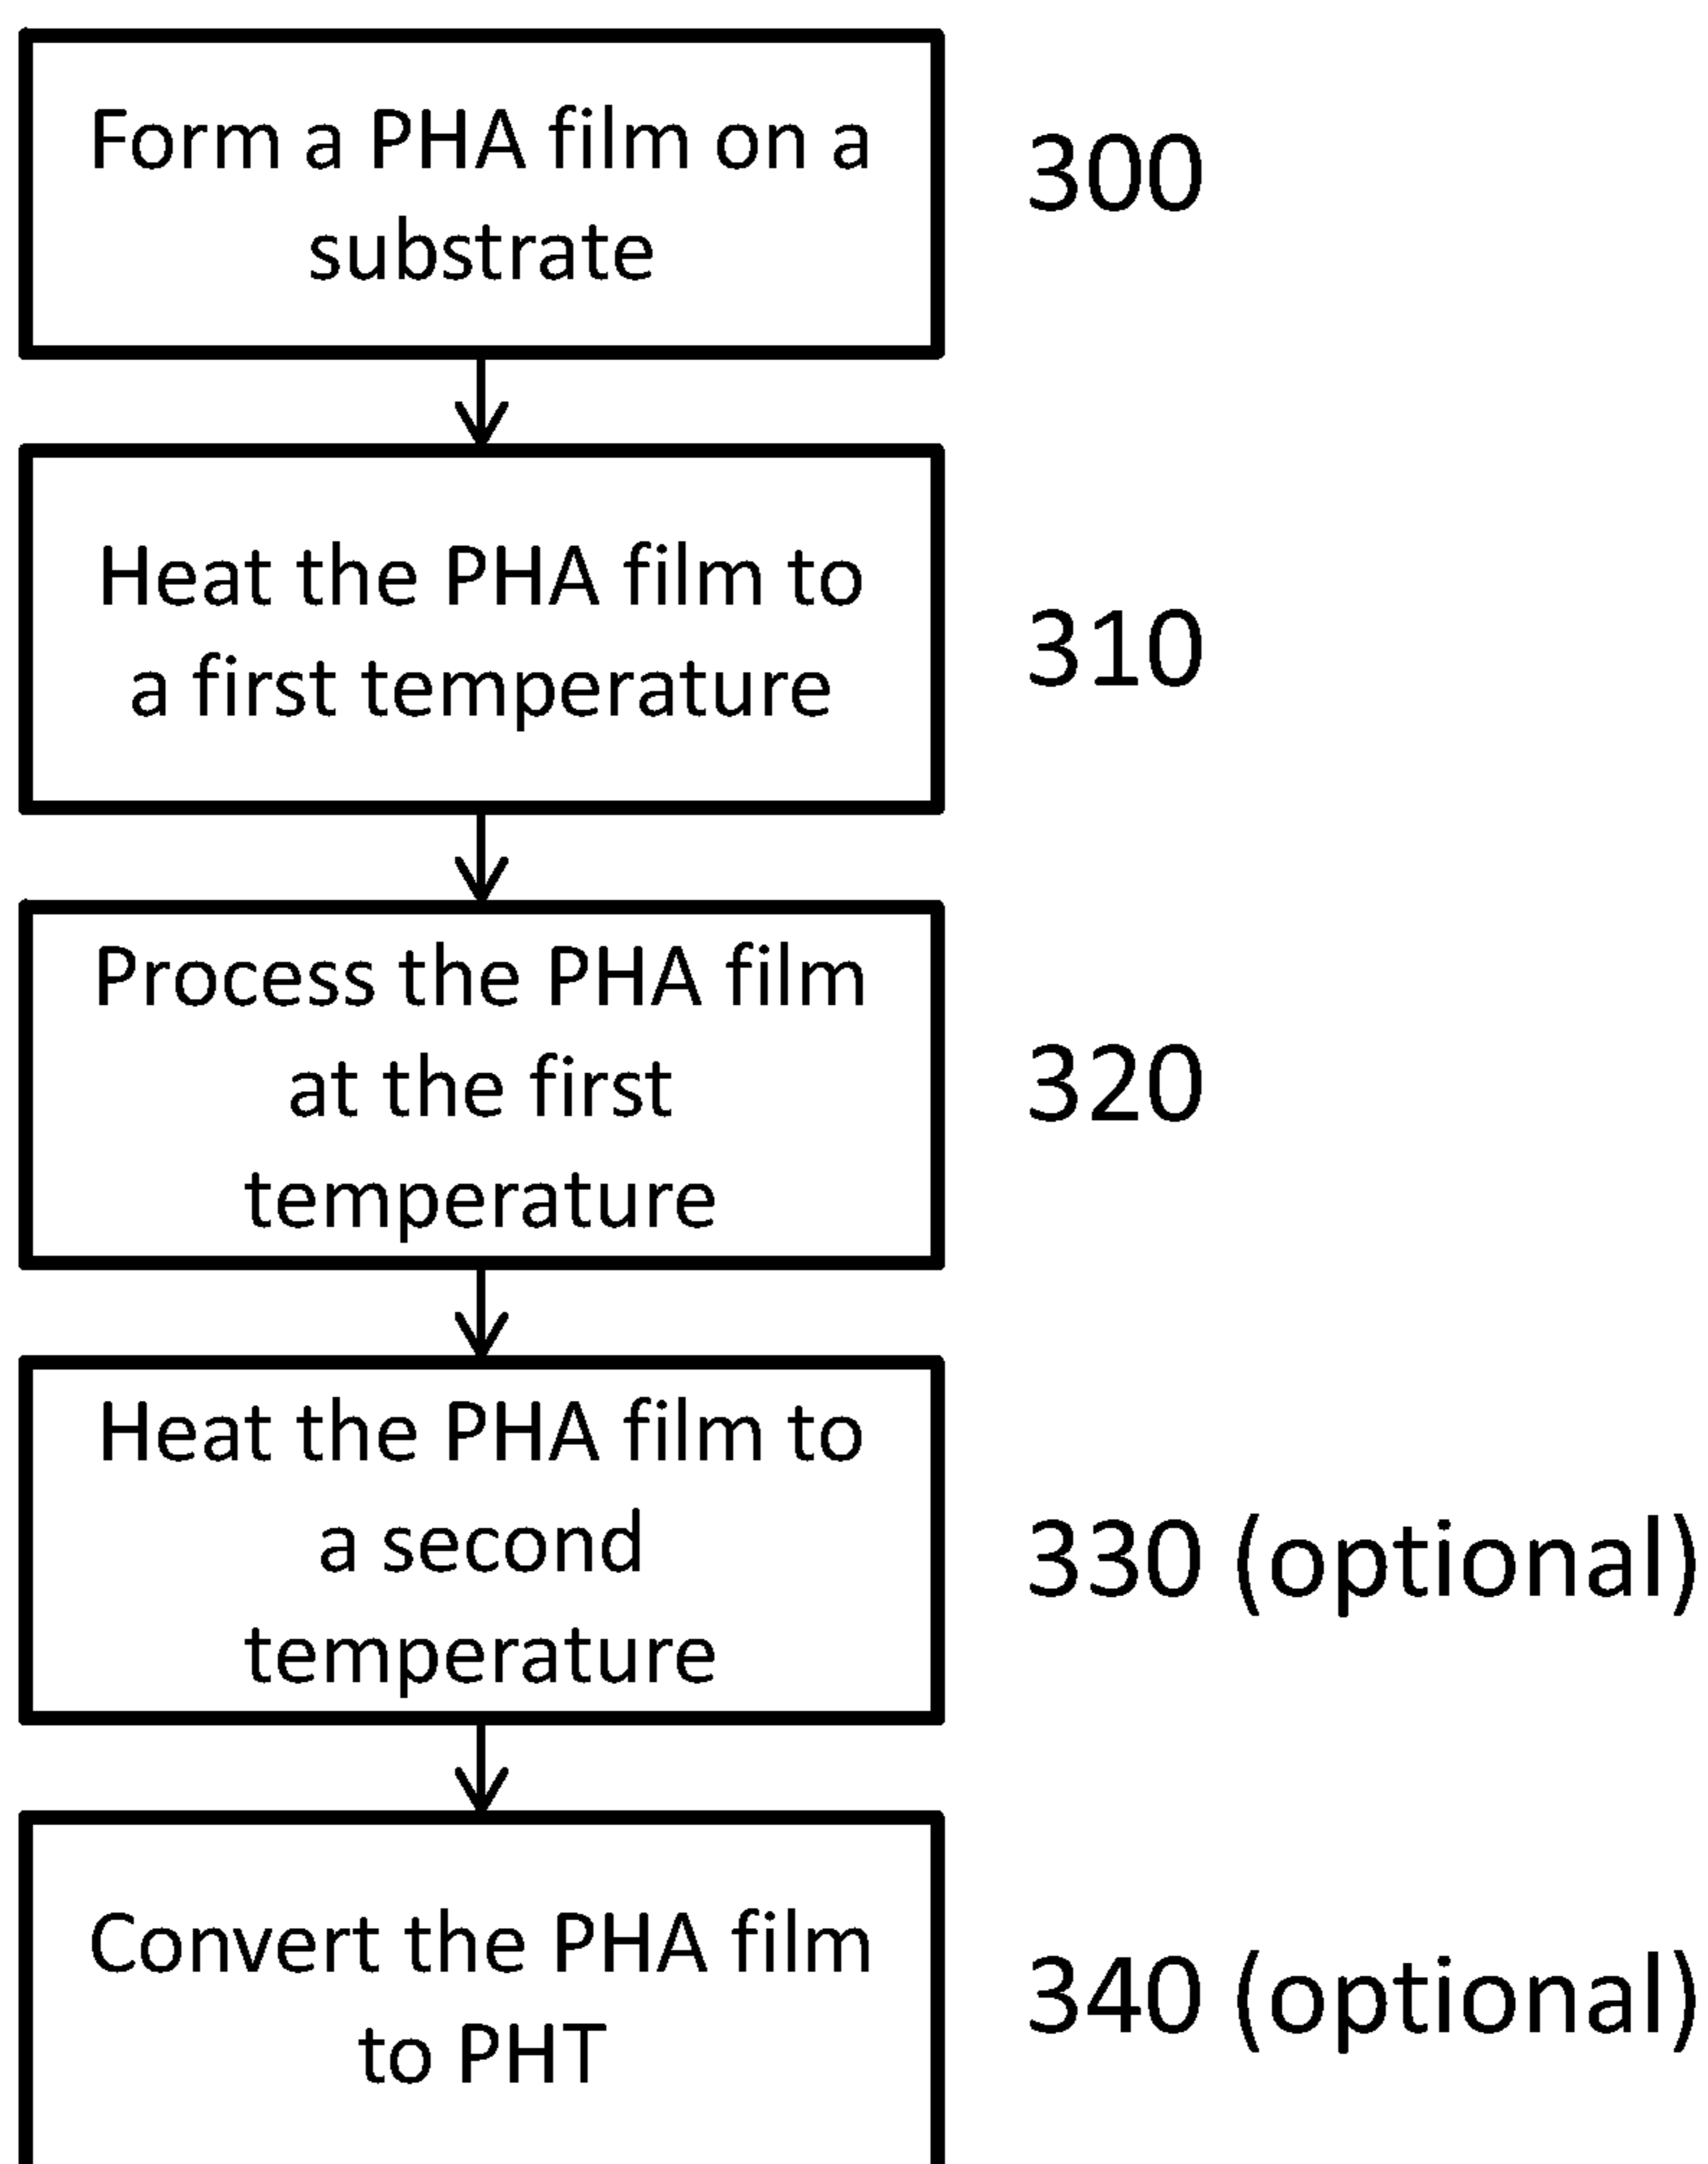 Form a PHA film on a
substrate
300
Heat the PHA film to
a first temperature
310
Process the PHA film
at the first
temperature
320
Heat the PHA film to
a second
temperature
330 (optional)
Convert the PHA film
to PHT
340 (optional)